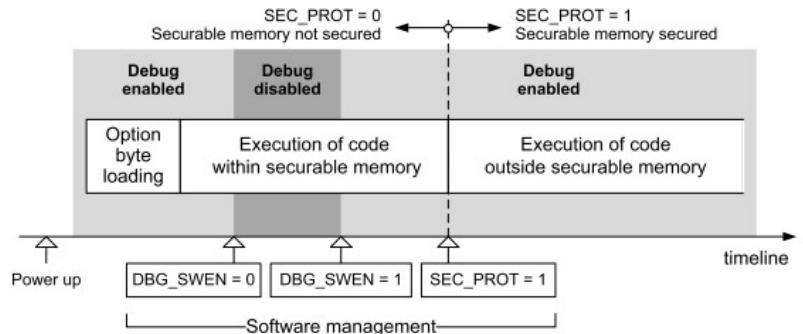 SEC_PROT = 0
Securable memory not secured
SEC_PROT = 1
Securable memory secured
Debug
enabled
Debug
disabled
Debug
enabled
Option
byte
loading
Execution of code
within securable memory
Execution of code
outside securable memory
timeline
Power up
DBG_SWEN = 0
DBG_SWEN = 1
SEC_PROT = 1
Software management